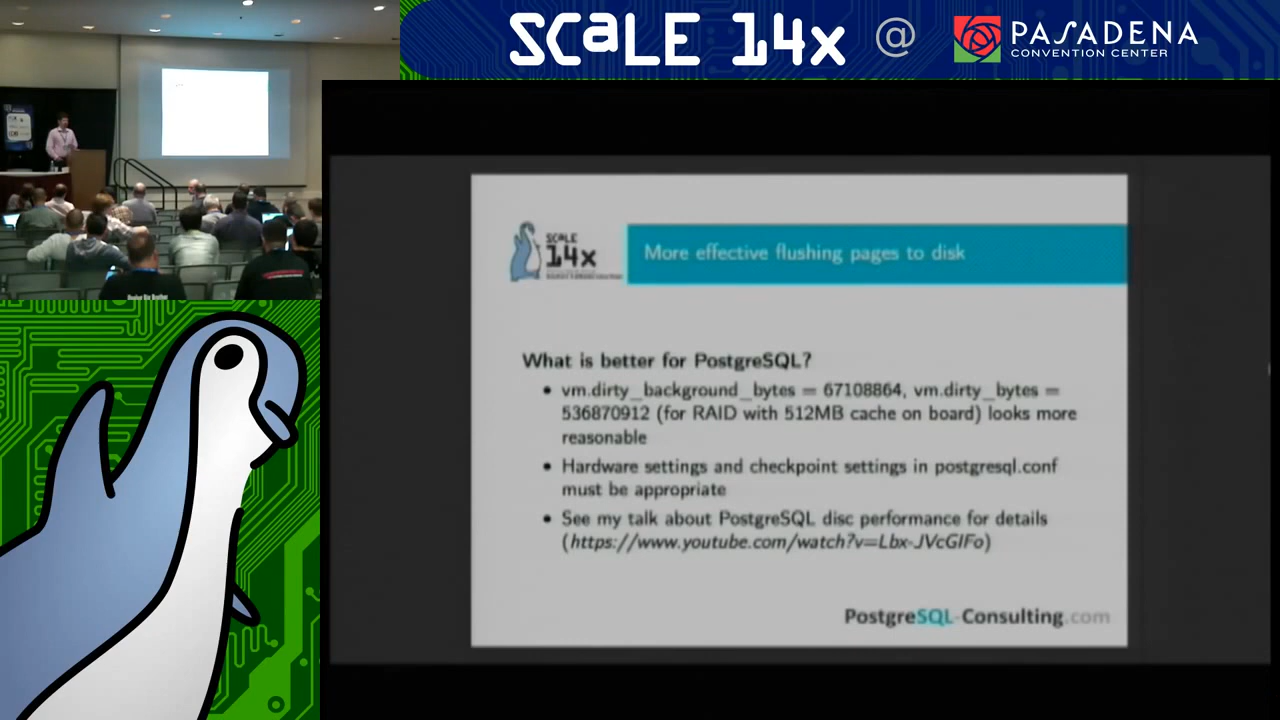 SCALE 14x @ PASADENA
CONVENTION CENTER
SCALE
14x
More effective flushing pages to disk
What is better for PostgreSQL?
• vm.dirty_background_bytes = 67108864, vm.dirty_bytes =
536870912 (for RAID with 512MB cache on board) looks more
reasonable
• Hardware settings and checkpoint settings in postgresql.conf
must be appropriate
• See my talk about PostgreSQL disc performance for details
(https://www.youtube.com/watch?v=Lbx-JVcGIFo)
PostgreSQL-Consulting.com